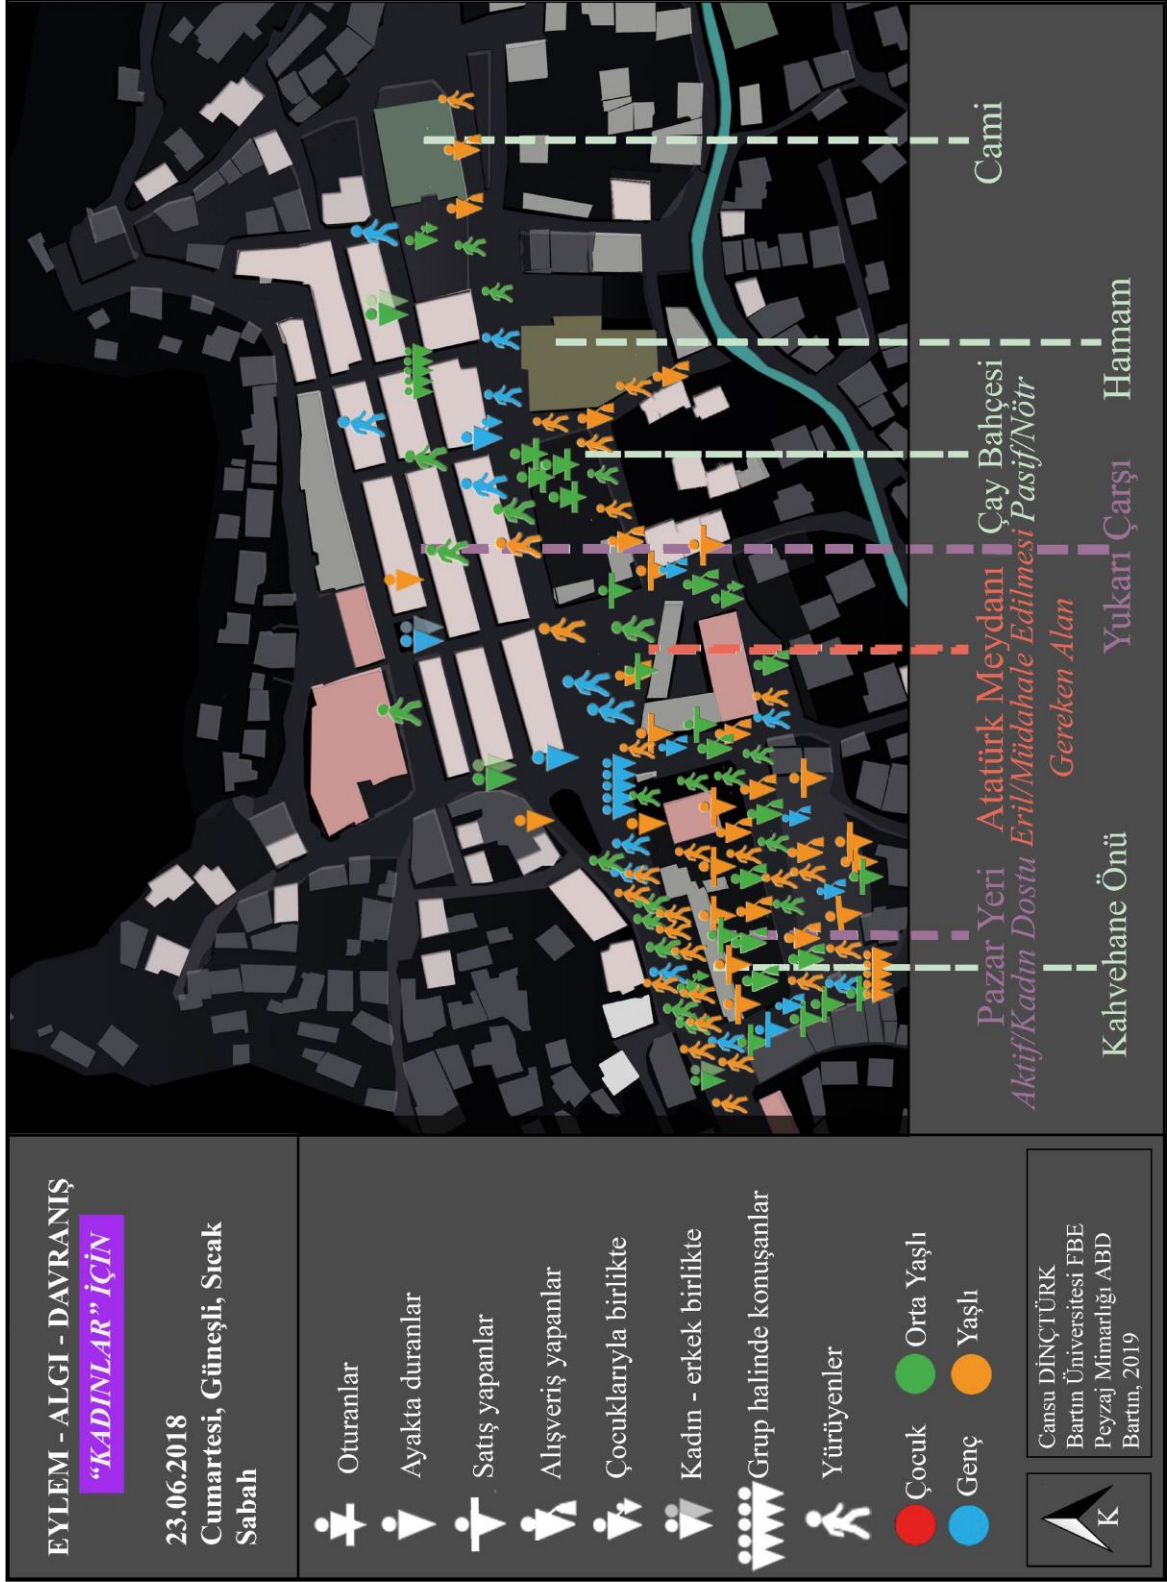 EYLEM - ALGI - DAVRANIŞ
“KADINLAR” İÇİN
23.06.2018
Cumartesi, Güneşli, Sıcak
Sabah
Oturanlar
Ayakta duranlar
Satış yapanlar
Alışveriş yapanlar
Çocuklarıyla birlikte
Kadın - erkek birlikte
Grup halinde konuşanlar
Yürüyenler
Çocuk
Orta Yaşlı
Genç
Yaşlı
K
Cansu DİNÇTÜRK
Bartın Üniversitesi FBE
Peyzaj Mimarlığı ABD
Bartın, 2019
Pazar Yeri Atatürk Meydanı Çay Bahçesi Cami
Aktif/Kadın Dostu Eril/Müdahale Edilmesi Pasif/Nötr
Gereken Alan
Kahvehane Önü Yukarı Çarşı Hamam